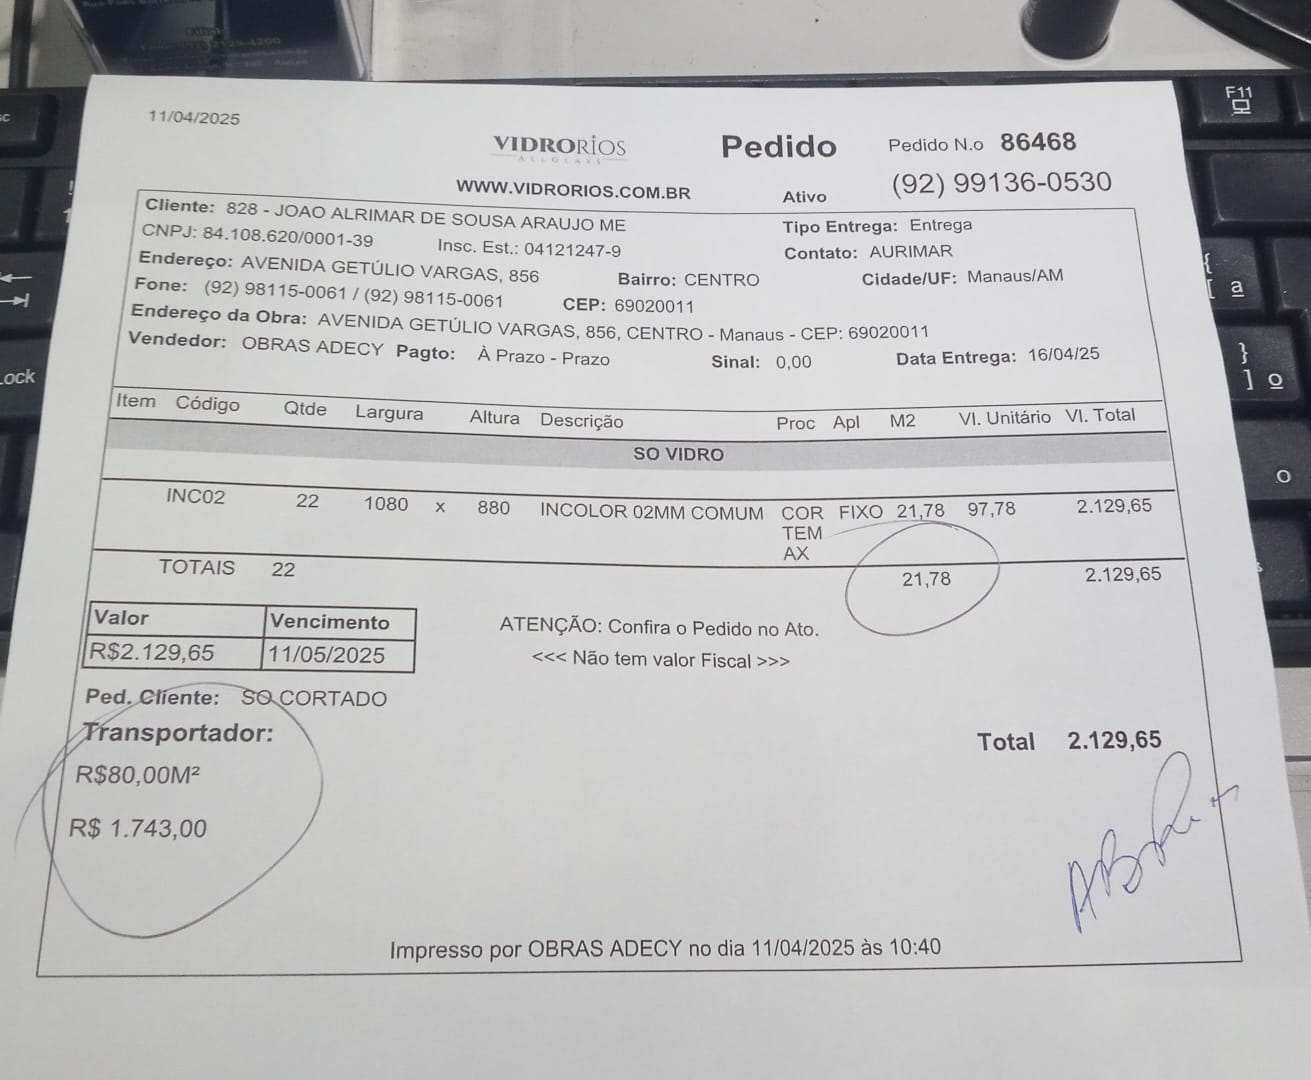 2125-4200
11/04/2025
VIDRORIOS
ALLGLASS
Pedido
Pedido N.o 86468
WWW.VIDRORIOS.COM.BR
Ativo
(92) 99136-0530
Cliente: 828 - JOAO ALRIMAR DE SOUSA ARAUJO ME
Tipo Entrega: Entrega
CNPJ: 84.108.620/0001-39 Insc. Est.: 04121247-9
Contato: AURIMAR
Endereço: AVENIDA GETÚLIO VARGAS, 856 Bairro: CENTRO Cidade/UF: Manaus/AM
Fone: (92) 98115-0061 / (92) 98115-0061 CEP: 69020011
Endereço da Obra: AVENIDA GETÚLIO VARGAS, 856, CENTRO - Manaus - CEP: 69020011
Vendedor: OBRAS ADECY Pagto: À Prazo - Prazo Sinal: 0,00 Data Entrega: 16/04/25
Item Código Qtde Largura Altura Descrição Proc Apl M2 Vl. Unitário Vl. Total
SO VIDRO
INC02 22 1080 x 880 INCOLOR 02MM COMUM COR FIXO 21,78 97,78 2.129,65
TEM
AX
TOTAIS 22 21,78 2.129,65
Valor Vencimento
R$2.129,65 11/05/2025
ATENÇÃO: Confira o Pedido no Ato.
<<< Não tem valor Fiscal >>>
Ped. Cliente: SO CORTADO
Transportador:
Total 2.129,65
R$80,00M²
R$ 1.743,00
Impresso por OBRAS ADECY no dia 11/04/2025 às 10:40
F11
{
[ a
}
] o
O
Lock